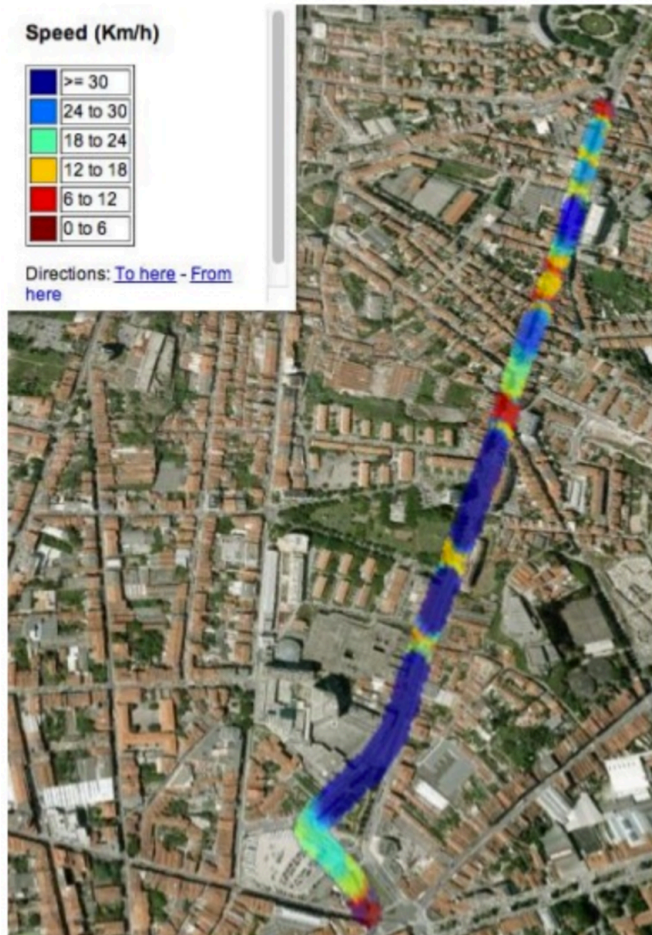 Speed (Km/h)
>= 30
24 to 30
18 to 24
12 to 18
6 to 12
0 to 6
Directions: To here - From
here